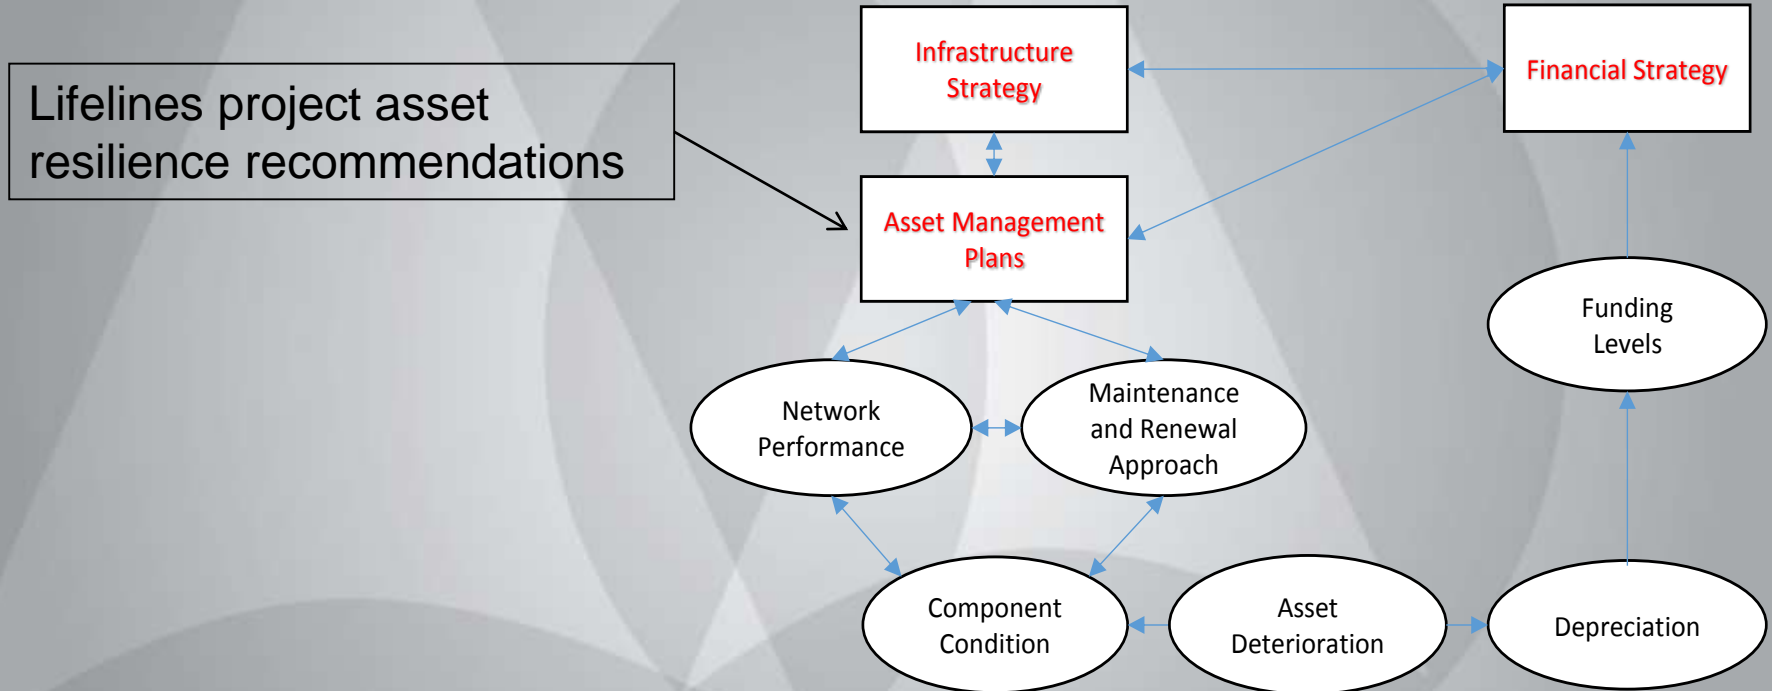 Infrastructure
Strategy
Financial Strategy
Lifelines project asset
resilience recommendations
Asset Management
Plans
Funding
Levels
Network
Performance
Maintenance
and Renewal
Approach
Component
Condition
Asset
Deterioration
Depreciation